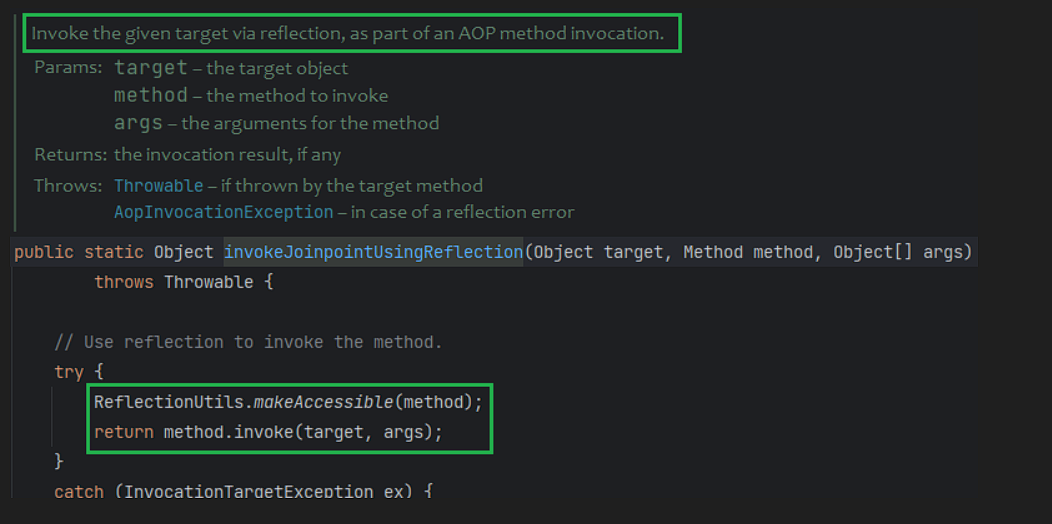 Invoke the given target via reflection, as part of an AOP method invocation.
Params: target – the target object
method – the method to invoke
args – the arguments for the method
Returns: the invocation result, if any
Throws: Throwable – if thrown by the target method
AopInvocationException – in case of a reflection error
public static Object invokeJoinpointUsingReflection(Object target, Method method, Object[] args)
throws Throwable {
// Use reflection to invoke the method.
try {
ReflectionUtils.makeAccessible(method);
return method.invoke(target, args);
}
catch (InvocationTargetException ex) {